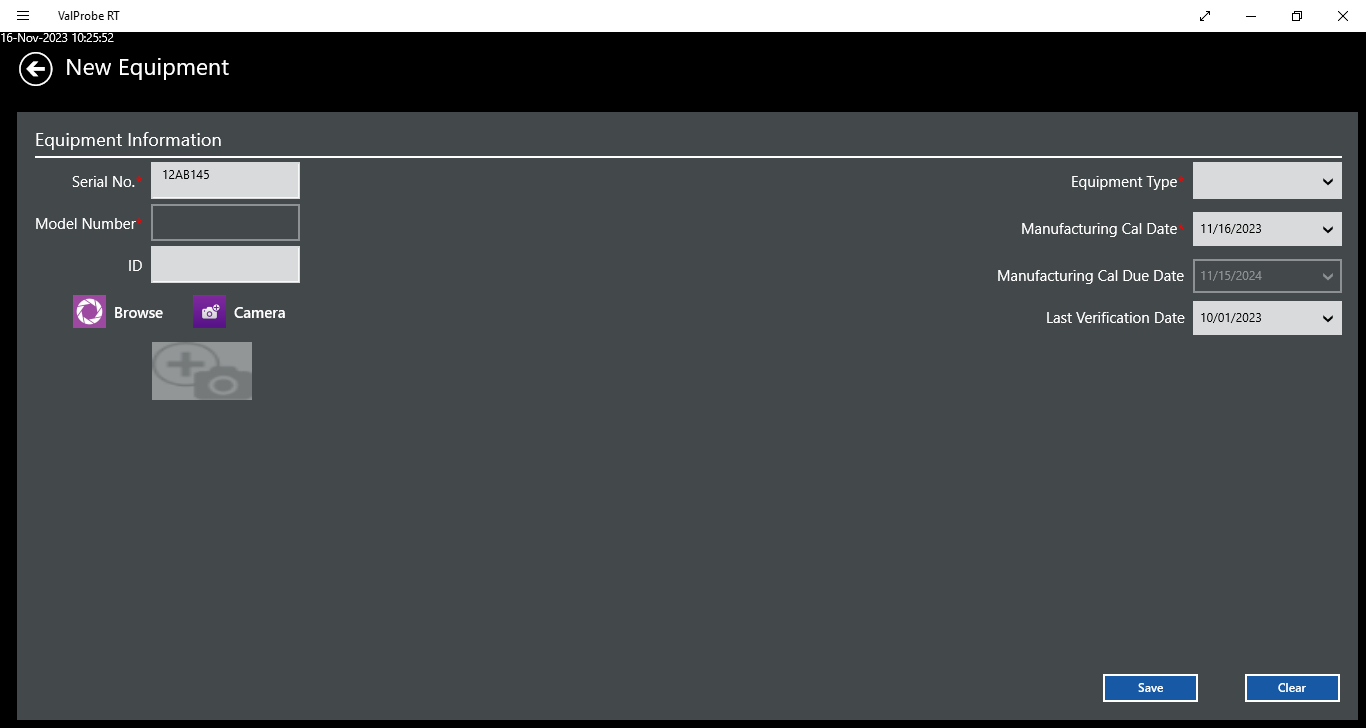 ValProbe RT
16-Nov-2023 10:25:52
New Equipment
Equipment Information
Serial No.* 12AB145
Model Number*
ID
Browse Camera
Equipment Type*
Manufacturing Cal Date* 11/16/2023
Manufacturing Cal Due Date 11/15/2024
Last Verification Date 10/01/2023
Save Clear